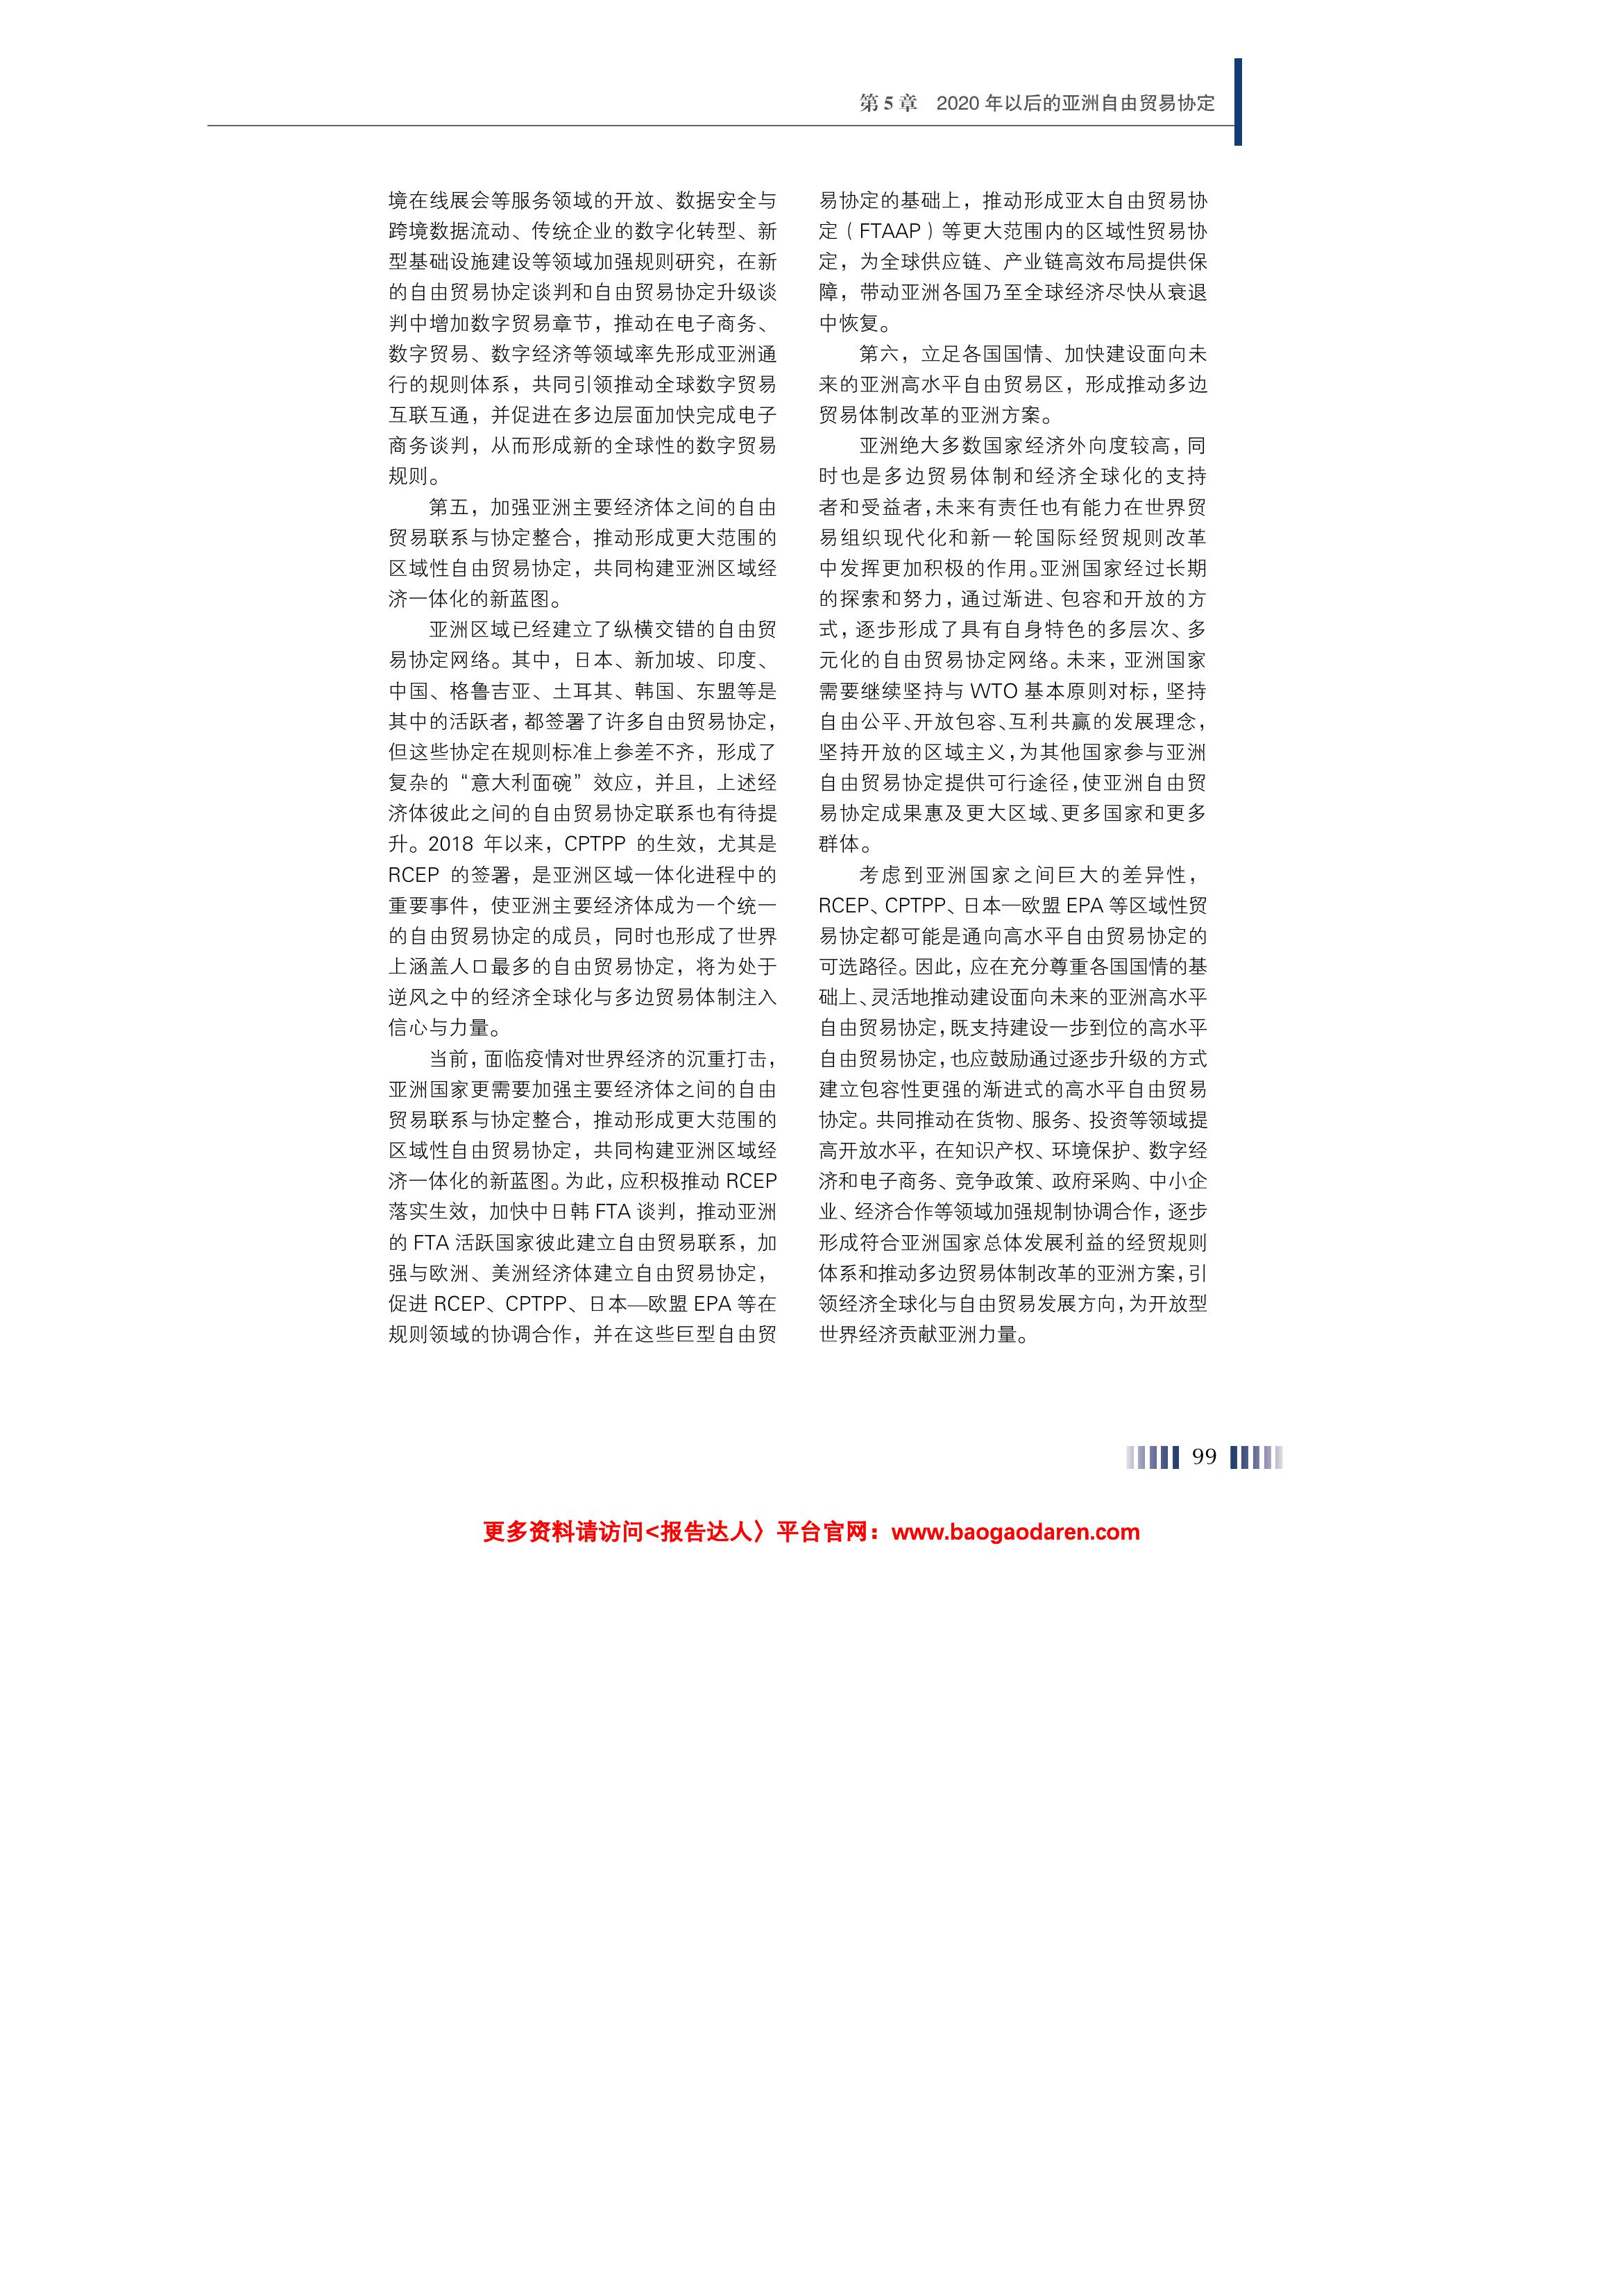 第 5 章　2020 年以后的亚洲自由贸易协定
境在线展会等服务领域的开放、数据安全与
跨境数据流动、传统企业的数字化转型、新
型基础设施建设等领域加强规则研究，在新
的自由贸易协定谈判和自由贸易协定升级谈
判中增加数字贸易章节，推动在电子商务、
数字贸易、数字经济等领域率先形成亚洲通
行的规则体系，共同引领推动全球数字贸易
互联互通，并促进在多边层面加快完成电子
商务谈判，从而形成新的全球性的数字贸易
规则。
第五，加强亚洲主要经济体之间的自由
贸易联系与协定整合，推动形成更大范围的
区域性自由贸易协定，共同构建亚洲区域经
济一体化的新蓝图。
亚洲区域已经建立了纵横交错的自由贸
易协定网络。其中，日本、新加坡、印度、
中国、格鲁吉亚、土耳其、韩国、东盟等是
其中的活跃者，都签署了许多自由贸易协定，
但这些协定在规则标准上参差不齐，形成了
复杂的“意大利面碗”效应，并且，上述经
济体彼此之间的自由贸易协定联系也有待提
升。2018 年以来，CPTPP 的生效，尤其是
RCEP 的签署，是亚洲区域一体化进程中的
重要事件，使亚洲主要经济体成为一个统一
的自由贸易协定的成员，同时也形成了世界
上涵盖人口最多的自由贸易协定，将为处于
逆风之中的经济全球化与多边贸易体制注入
信心与力量。
当前，面临疫情对世界经济的沉重打击，
亚洲国家更需要加强主要经济体之间的自由
贸易联系与协定整合，推动形成更大范围的
区域性自由贸易协定，共同构建亚洲区域经
济一体化的新蓝图。为此，应积极推动 RCEP
落实生效，加快中日韩 FTA 谈判，推动亚洲
的 FTA 活跃国家彼此建立自由贸易联系，加
强与欧洲、美洲经济体建立自由贸易协定，
促进 RCEP、CPTPP、日本—欧盟 EPA 等在
规则领域的协调合作，并在这些巨型自由贸
易协定的基础上，推动形成亚太自由贸易协
定（FTAAP）等更大范围内的区域性贸易协
定，为全球供应链、产业链高效布局提供保
障，带动亚洲各国乃至全球经济尽快从衰退
中恢复。
第六，立足各国国情、加快建设面向未
来的亚洲高水平自由贸易区，形成推动多边
贸易体制改革的亚洲方案。
亚洲绝大多数国家经济外向度较高，同
时也是多边贸易体制和经济全球化的支持
者和受益者，未来有责任也有能力在世界贸
易组织现代化和新一轮国际经贸规则改革
中发挥更加积极的作用。亚洲国家经过长期
的探索和努力，通过渐进、包容和开放的方
式，逐步形成了具有自身特色的多层次、多
元化的自由贸易协定网络。未来，亚洲国家
需要继续坚持与 WTO 基本原则对标，坚持
自由公平、开放包容、互利共赢的发展理念，
坚持开放的区域主义，为其他国家参与亚洲
自由贸易协定提供可行途径，使亚洲自由贸
易协定成果惠及更大区域、更多国家和更多
群体。
考虑到亚洲国家之间巨大的差异性，
RCEP、CPTPP、日本—欧盟 EPA 等区域性贸
易协定都可能是通向高水平自由贸易协定的
可选路径。因此，应在充分尊重各国国情的基
础上、灵活地推动建设面向未来的亚洲高水平
自由贸易协定，既支持建设一步到位的高水平
自由贸易协定，也应鼓励通过逐步升级的方式
建立包容性更强的渐进式的高水平自由贸易
协定。共同推动在货物、服务、投资等领域提
高开放水平，在知识产权、环境保护、数字经
济和电子商务、竞争政策、政府采购、中小企
业、经济合作等领域加强规制协调合作，逐步
形成符合亚洲国家总体发展利益的经贸规则
体系和推动多边贸易体制改革的亚洲方案，引
领经济全球化与自由贸易发展方向，为开放型
世界经济贡献亚洲力量。
99
更多资料请访问<报告达人〉平台官网：www.baogaodaren.com